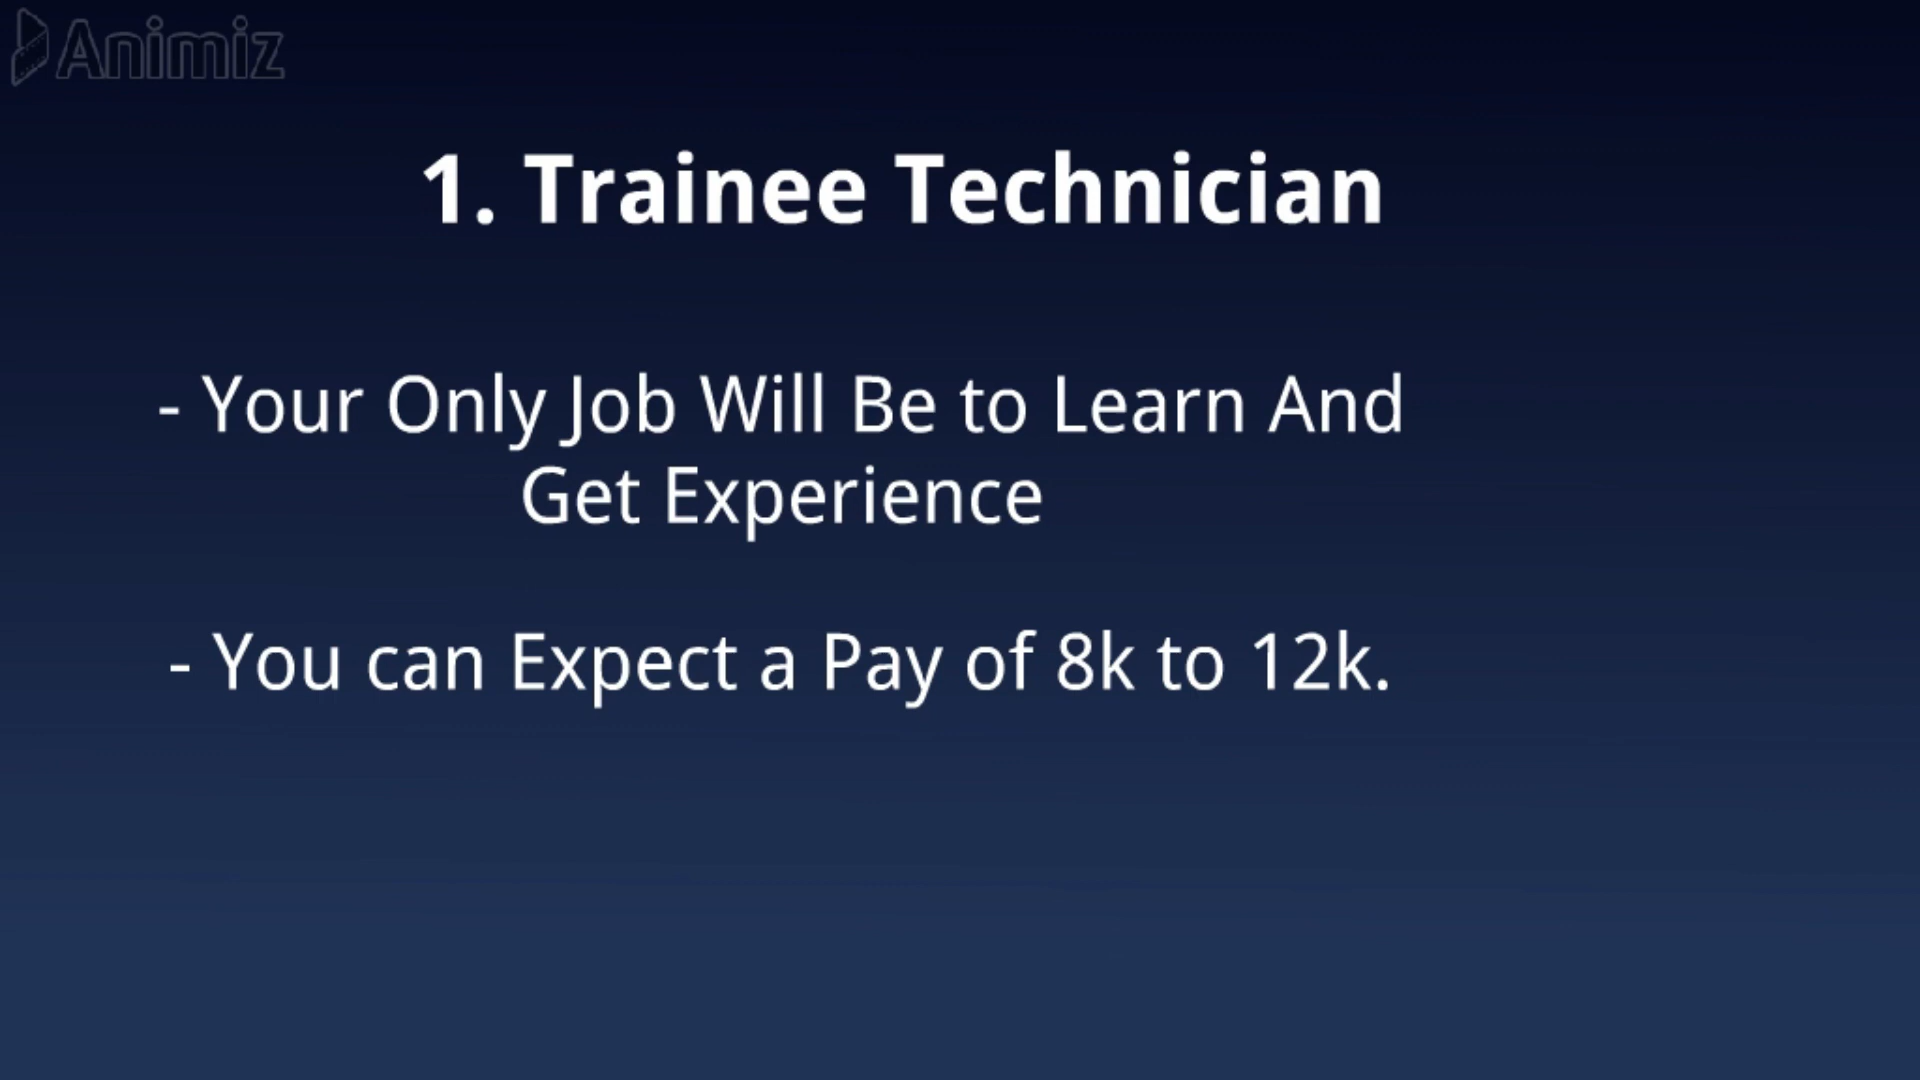 Animiz
1. Trainee Technician
- Your Only Job Will Be to Learn And
Get Experience
- You can Expect a Pay of 8k to 12k.